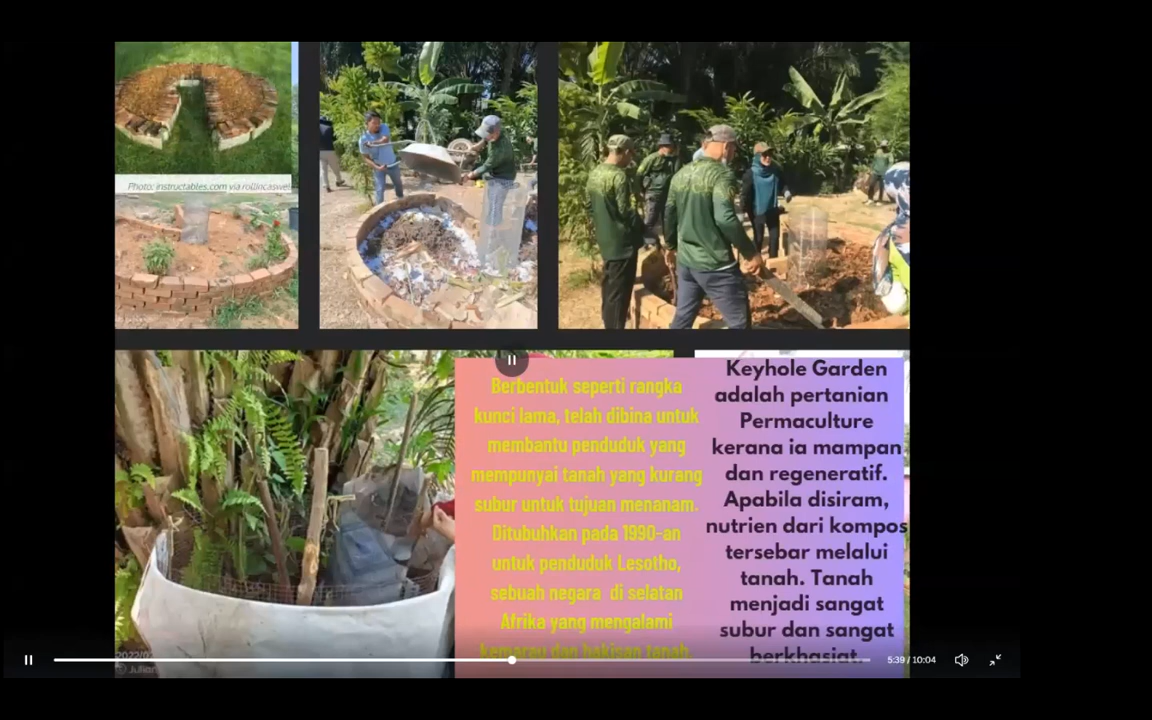 Photo: instructables.com via rollincaswel
Berbentuk seperti rangka
kunci lama, telah dibina untuk
membantu penduduk yang
mempunyai tanah yang kurang
subur untuk tujuan menanam.
Ditubuhkan pada 1990-an
untuk penduduk Lesotho,
sebuah negara di selatan
Afrika yang mengalami
kemarau dan hakisan tanah.
Keyhole Garden
adalah pertanian
Permaculture
kerana ia mampan
dan regeneratif.
Apabila disiram,
nutrien dari kompos
tersebar melalui
tanah. Tanah
menjadi sangat
subur dan sangat
berkhasiat.
5:39 / 10:04